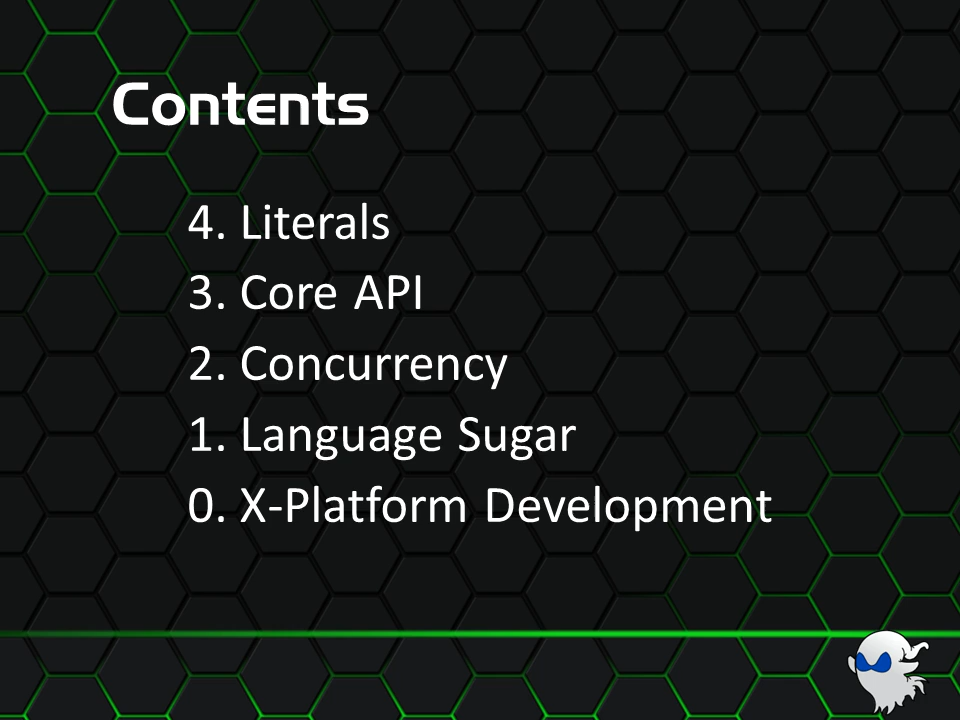 Contents
4. Literals
3. Core API
2. Concurrency
1. Language Sugar
0. X-Platform Development